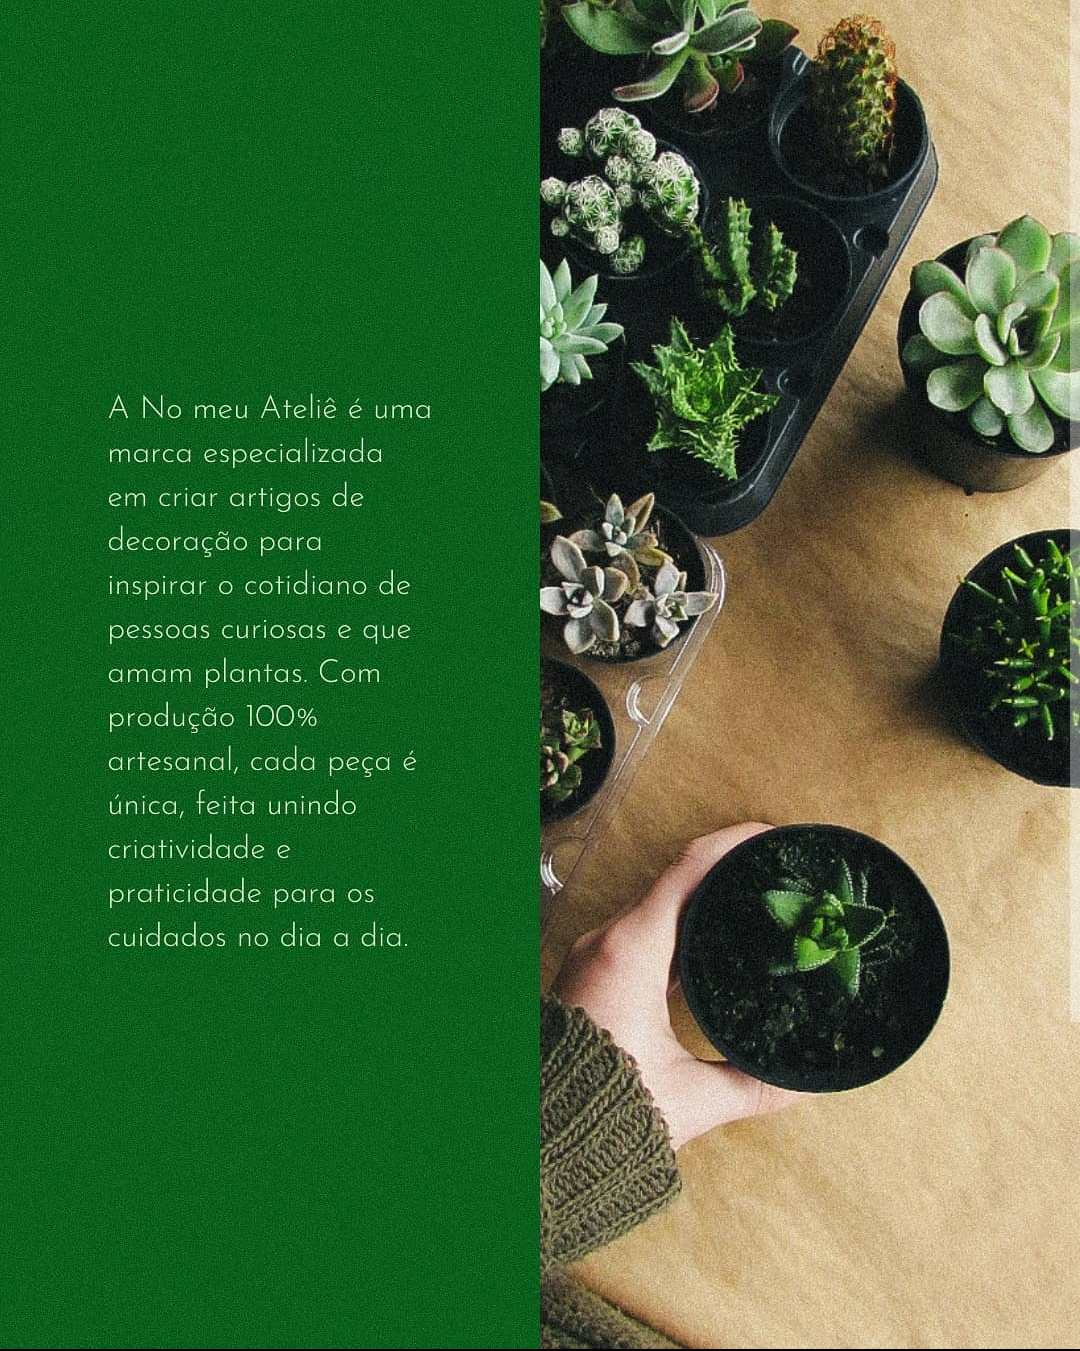 A No meu Ateliê é uma
marca especializada
em criar artigos de
decoração para
inspirar o cotidiano de
pessoas curiosas e que
amam plantas. Com
produção 100%
artesanal, cada peça é
única, feita unindo
criatividade e
praticidade para os
cuidados no dia a dia.